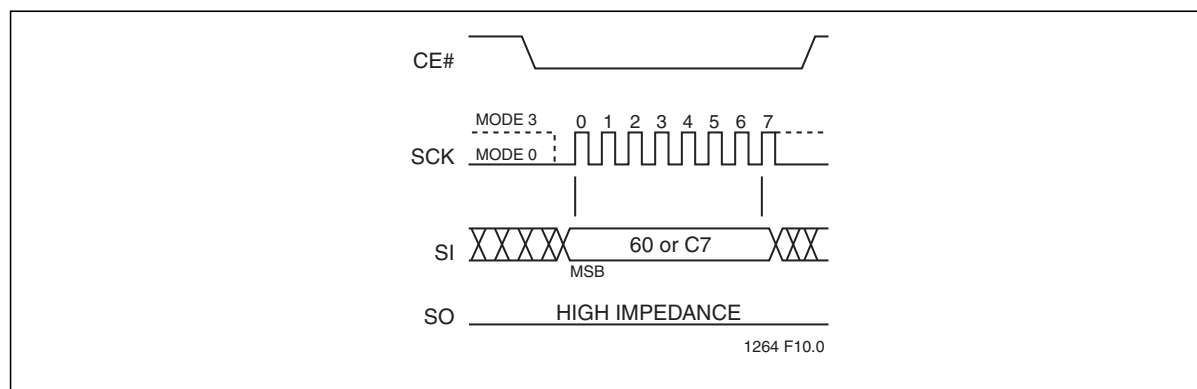 CE#
MODE 3
0 1 2 3 4 5 6 7
SCK
MODE 0
SI
60 or C7
MSB
SO
HIGH IMPEDANCE
1264 F10.0